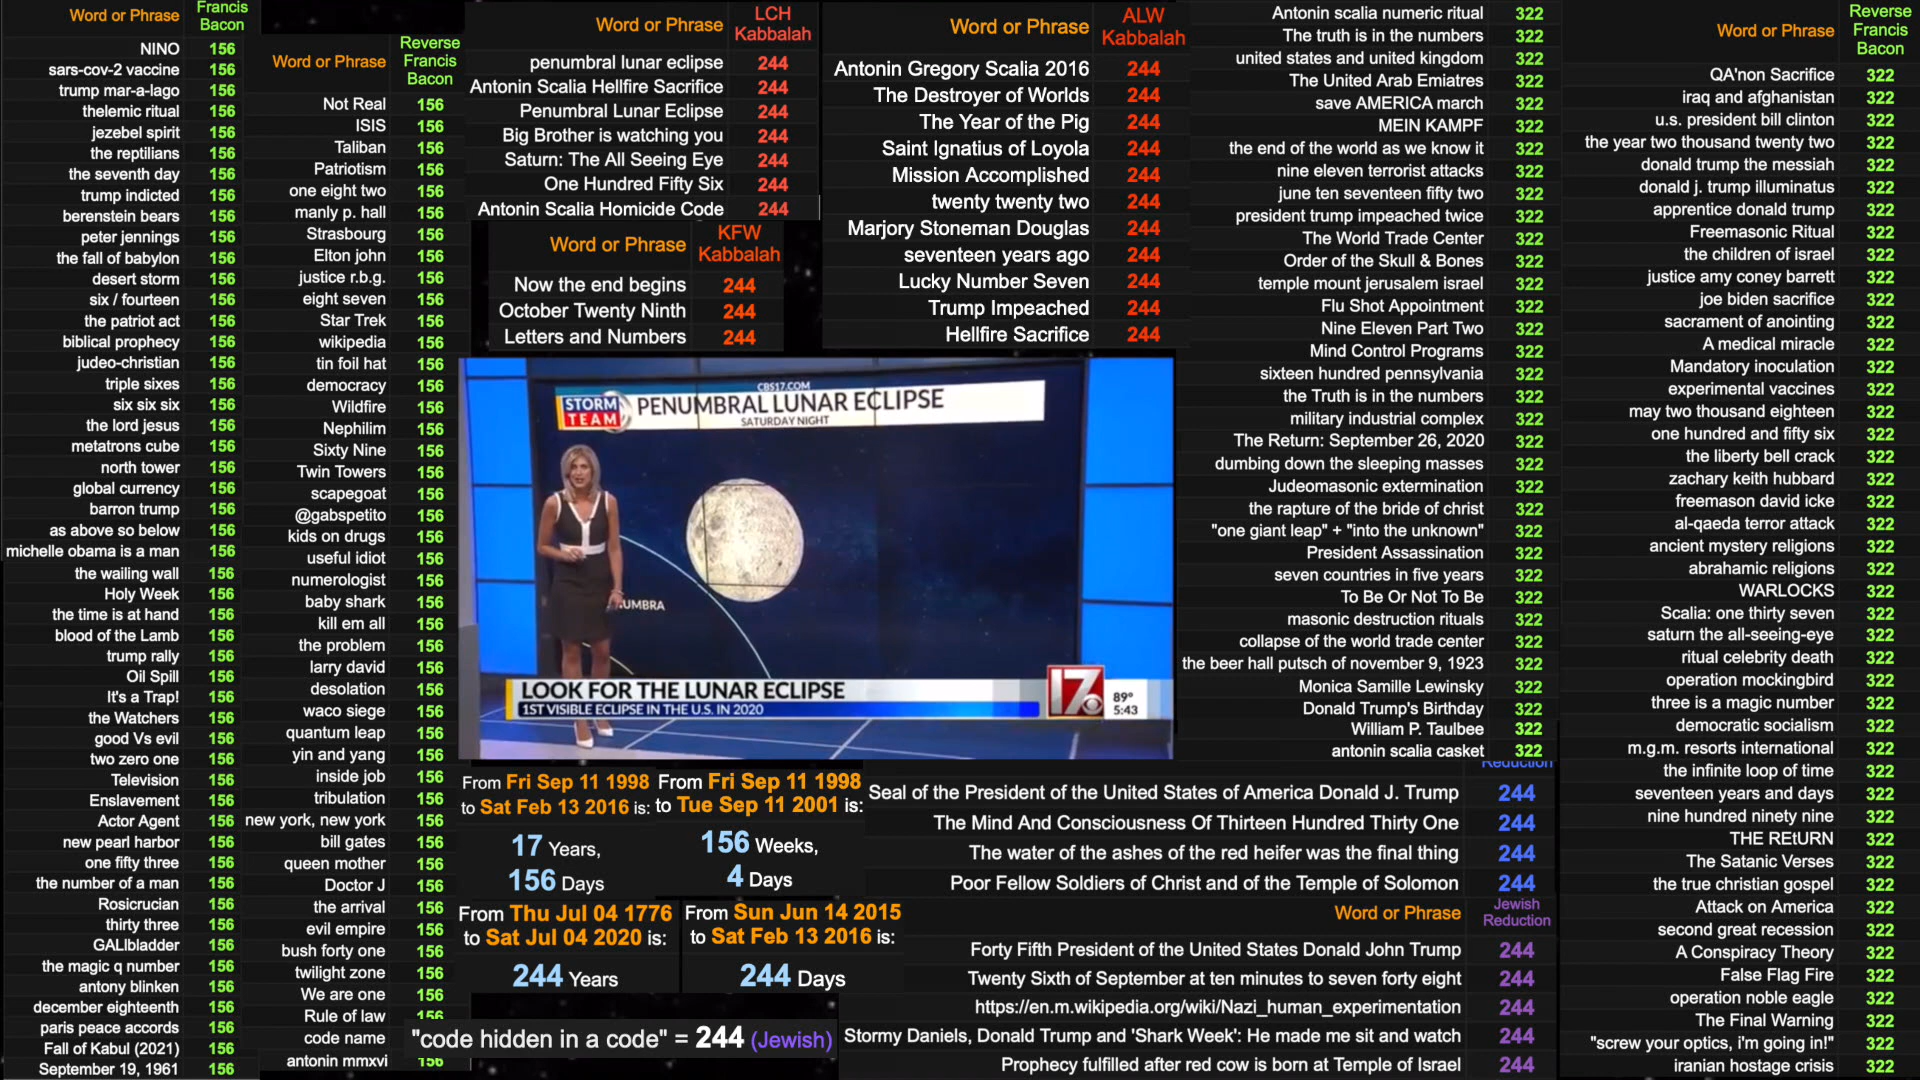 Word or Phrase Francis Bacon
NINO 156
sars-cov-2 vaccine 156
trump mar-a-lago 156
thelemic ritual 156
jezebel spirit 156
the reptilians 156
the seventh day 156
trump indicted 156
berenstein bears 156
peter jennings 156
the fall of babylon 156
desert storm 156
six / fourteen 156
the patriot act 156
biblical prophecy 156
judeo-christian 156
triple sixes 156
six six six 156
the lord jesus 156
metatrons cube 156
north tower 156
global currency 156
barron trump 156
as above so below 156
michelle obama is a man 156
the wailing wall 156
Holy Week 156
the time is at hand 156
blood of the Lamb 156
trump rally 156
Oil Spill 156
It's a Trap! 156
the Watchers 156
good Vs evil 156
two zero one 156
Television 156
Enslavement 156
Actor Agent 156
new pearl harbor 156
one fifty three 156
the number of a man 156
Rosicrucian 156
thirty three 156
GALlbladder 156
the magic q number 156
antony blinken 156
december eighteenth 156
paris peace accords 156
Fall of Kabul (2021) 156
September 19, 1961 156
Word or Phrase Reverse Francis Bacon
Not Real 156
ISIS 156
Taliban 156
Patriotism 156
one eight two 156
manly p. hall 156
Strasbourg 156
Elton john 156
justice r.b.g. 156
eight seven 156
Star Trek 156
wikipedia 156
tin foil hat 156
democracy 156
Wildfire 156
Nephilim 156
Sixty Nine 156
Twin Towers 156
scapegoat 156
@gabspetito 156
kids on drugs 156
useful idiot 156
numerologist 156
baby shark 156
kill em all 156
the problem 156
larry david 156
desolation 156
waco siege 156
quantum leap 156
yin and yang 156
inside job 156
tribulation 156
new york, new york 156
bill gates 156
queen mother 156
Doctor J 156
the arrival 156
evil empire 156
bush forty one 156
twilight zone 156
We are one 156
Rule of law 156
code name
antonin mmxvi 156
Word or Phrase LCH Kabbalah
penumbral lunar eclipse 244
Antonin Scalia Hellfire Sacrifice 244
Penumbral Lunar Eclipse 244
Big Brother is watching you 244
Saturn: The All Seeing Eye 244
One Hundred Fifty Six 244
Antonin Scalia Homicide Code 244
Word or Phrase KFW Kabbalah
Now the end begins 244
October Twenty Ninth 244
Letters and Numbers 244
Word or Phrase ALW Kabbalah
Antonin Gregory Scalia 2016 244
The Destroyer of Worlds 244
The Year of the Pig 244
Saint Ignatius of Loyola 244
Mission Accomplished 244
twenty twenty two 244
Marjory Stoneman Douglas 244
seventeen years ago 244
Lucky Number Seven 244
Trump Impeached 244
Hellfire Sacrifice 244
CBS17.COM
STORM TEAM
PENUMBRAL LUNAR ECLIPSE
SATURDAY NIGHT
UMBRA
LOOK FOR THE LUNAR ECLIPSE
1ST VISIBLE ECLIPSE IN THE U.S. IN 2020
17
89°
5:43
From Fri Sep 11 1998
to Sat Feb 13 2016 is:
17 Years,
156 Days
From Fri Sep 11 1998
to Tue Sep 11 2001 is:
156 Weeks,
4 Days
From Thu Jul 04 1776
to Sat Jul 04 2020 is:
244 Years
From Sun Jun 14 2015
to Sat Feb 13 2016 is:
244 Days
"code hidden in a code" = 244 (Jewish)
Reduction
Seal of the President of the United States of America Donald J. Trump 244
The Mind And Consciousness Of Thirteen Hundred Thirty One 244
The water of the ashes of the red heifer was the final thing 244
Poor Fellow Soldiers of Christ and of the Temple of Solomon 244
Word or Phrase Jewish Reduction
Forty Fifth President of the United States Donald John Trump 244
Twenty Sixth of September at ten minutes to seven forty eight 244
https://en.m.wikipedia.org/wiki/Nazi_human_experimentation 244
Stormy Daniels, Donald Trump and 'Shark Week': He made me sit and watch 244
Prophecy fulfilled after red cow is born at Temple of Israel 244
Antonin scalia numeric ritual 322
The truth is in the numbers 322
united states and united kingdom 322
The United Arab Emiatres 322
save AMERICA march 322
MEIN KAMPF 322
the end of the world as we know it 322
nine eleven terrorist attacks 322
june ten seventeen fifty two 322
president trump impeached twice 322
The World Trade Center 322
Order of the Skull & Bones 322
temple mount jerusalem israel 322
Flu Shot Appointment 322
Nine Eleven Part Two 322
Mind Control Programs 322
sixteen hundred pennsylvania 322
the Truth is in the numbers 322
military industrial complex 322
The Return: September 26, 2020 322
dumbing down the sleeping masses 322
Judeomasonic extermination 322
the rapture of the bride of christ 322
"one giant leap" + "into the unknown" 322
President Assassination 322
seven countries in five years 322
To Be Or Not To Be 322
masonic destruction rituals 322
collapse of the world trade center 322
the beer hall putsch of november 9, 1923 322
Monica Samille Lewinsky 322
Donald Trump's Birthday 322
William P. Taulbee 322
antonin scalia casket 322
Word or Phrase Reverse Francis Bacon
QA'non Sacrifice 322
iraq and afghanistan 322
u.s. president bill clinton 322
the year two thousand twenty two 322
donald trump the messiah 322
donald j. trump illuminatus 322
apprentice donald trump 322
Freemasonic Ritual 322
the children of israel 322
justice amy coney barrett 322
joe biden sacrifice 322
sacrament of anointing 322
A medical miracle 322
Mandatory inoculation 322
experimental vaccines 322
may two thousand eighteen 322
one hundred and fifty six 322
the liberty bell crack 322
zachary keith hubbard 322
freemason david icke 322
al-qaeda terror attack 322
ancient mystery religions 322
abrahamic religions 322
WARLOCKS 322
Scalia: one thirty seven 322
saturn the all-seeing-eye 322
ritual celebrity death 322
operation mockingbird 322
three is a magic number 322
democratic socialism 322
m.g.m. resorts international 322
the infinite loop of time 322
seventeen years and days 322
nine hundred ninety nine 322
THE REtURN 322
The Satanic Verses 322
the true christian gospel 322
Attack on America 322
second great recession 322
A Conspiracy Theory 322
False Flag Fire 322
operation noble eagle 322
The Final Warning 322
"screw your optics, i'm going in!" 322
iranian hostage crisis 322